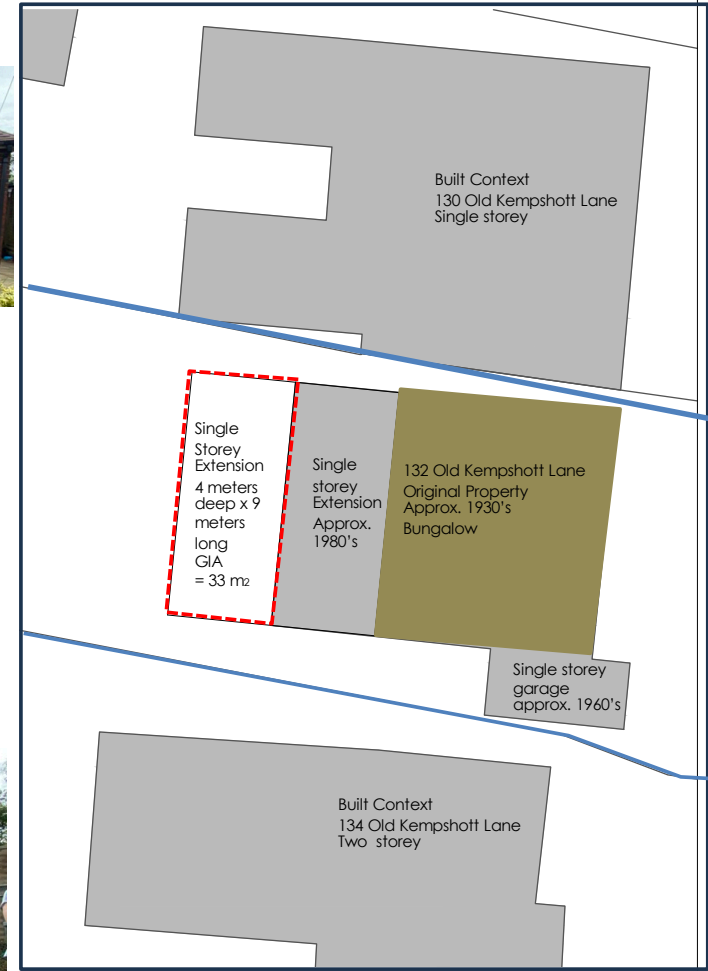 Built Context
130 Old Kempshott Lane
Single storey
Single
Storey
Extension
4 meters
deep x 9
meters
long
GIA
= 33 m2
Single
storey
Extension
Approx.
1980's
132 Old Kempshott Lane
Original Property
Approx. 1930's
Bungalow
Single storey
garage
approx. 1960's
Built Context
134 Old Kempshott Lane
Two storey